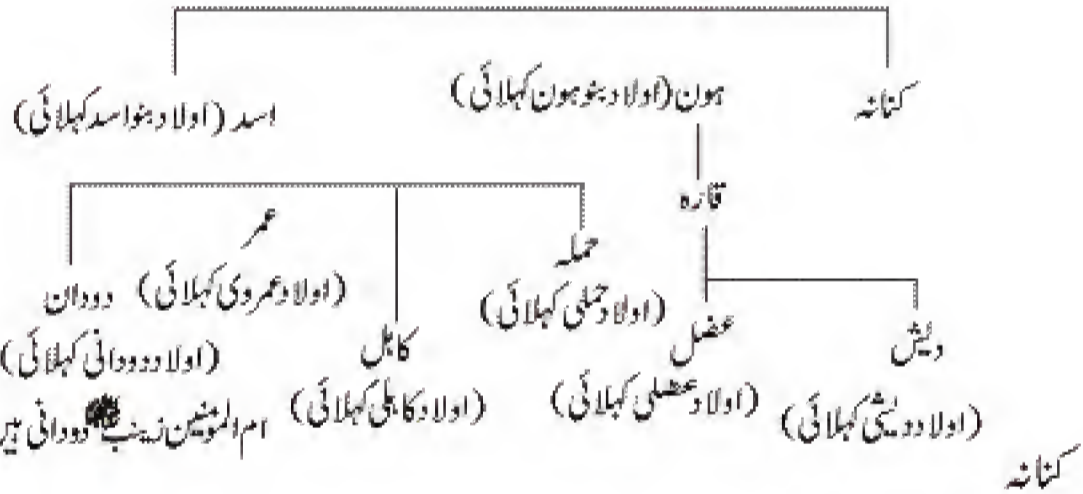 کنانہ
ہون (اولاد بنو ہون کہلائی)
اسد (اولاد بنو اسد کہلائی)
قارہ
دیش
(اولاد دیشی کہلائی)
عضل
(اولاد عضلی کہلائی)
حملہ
(اولاد حملی کہلائی)
کاہل
(اولاد کاہلی کہلائی)
عمر
(اولاد عمروی کہلائی)
دودان
(اولاد دودانی کہلائی)
ام المومنین زینب دودانی ہیں
کنانہ